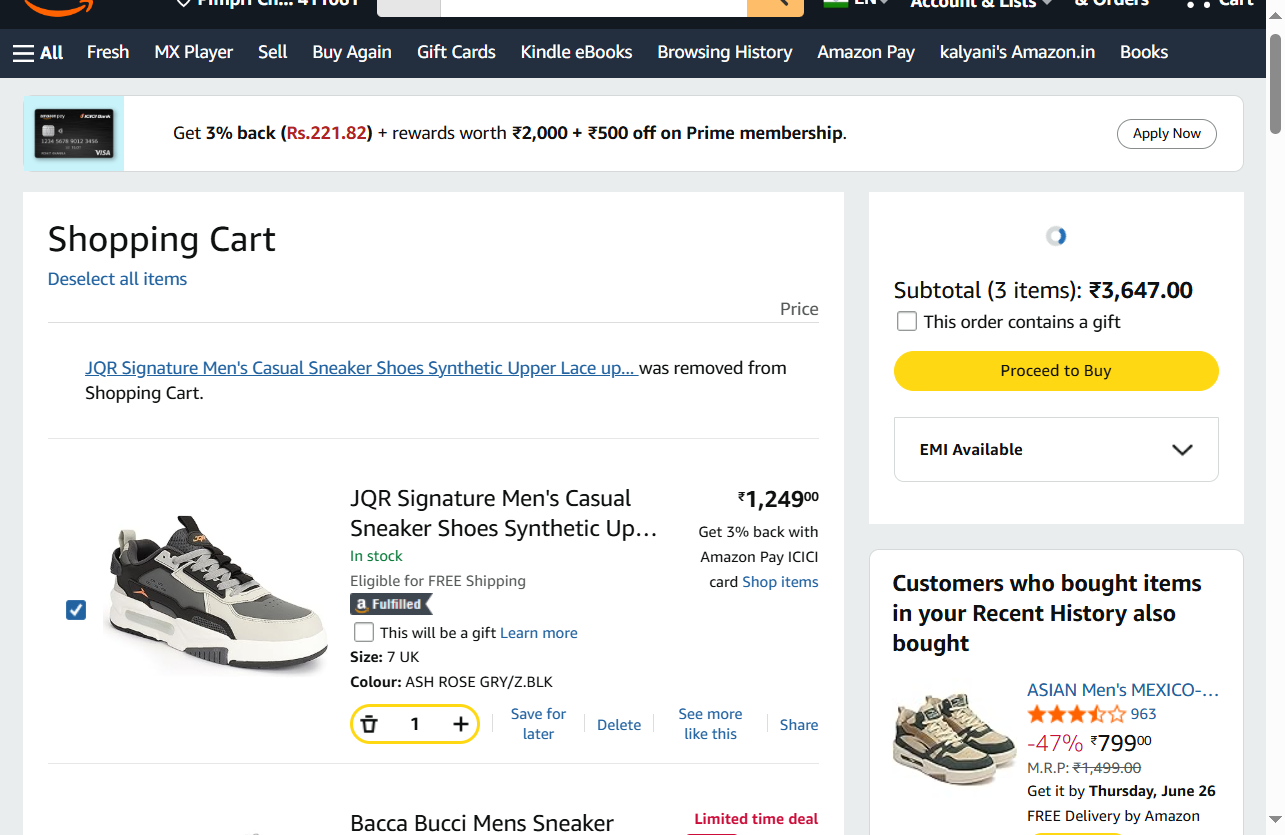 EN
Account & Lists
& Orders
Cart
All
Fresh
MX Player
Sell
Buy Again
Gift Cards
Kindle eBooks
Browsing History
Amazon Pay
kalyani's Amazon.in
Books
Get 3% back (Rs.221.82) + rewards worth ₹2,000 + ₹500 off on Prime membership.
Apply Now
Shopping Cart
Deselect all items
Price
JQR Signature Men's Casual Sneaker Shoes Synthetic Upper Lace up... was removed from
Shopping Cart.
JQR Signature Men's Casual
Sneaker Shoes Synthetic Up…
In stock
Eligible for FREE Shipping
a Fulfilled
This will be a gift Learn more
Size: 7 UK
Colour: ASH ROSE GRY/Z.BLK
1
Save for
later
Delete
See more
like this
Share
₹1,24900
Get 3% back with
Amazon Pay ICICI
card Shop items
Bacca Bucci Mens Sneaker
Limited time deal
Subtotal (3 items): ₹3,647.00
This order contains a gift
Proceed to Buy
EMI Available
Customers who bought items
in your Recent History also
bought
ASIAN Men's MEXICO-…
963
-47% ₹79900
M.R.P: ₹1,499.00
Get it by Thursday, June 26
FREE Delivery by Amazon